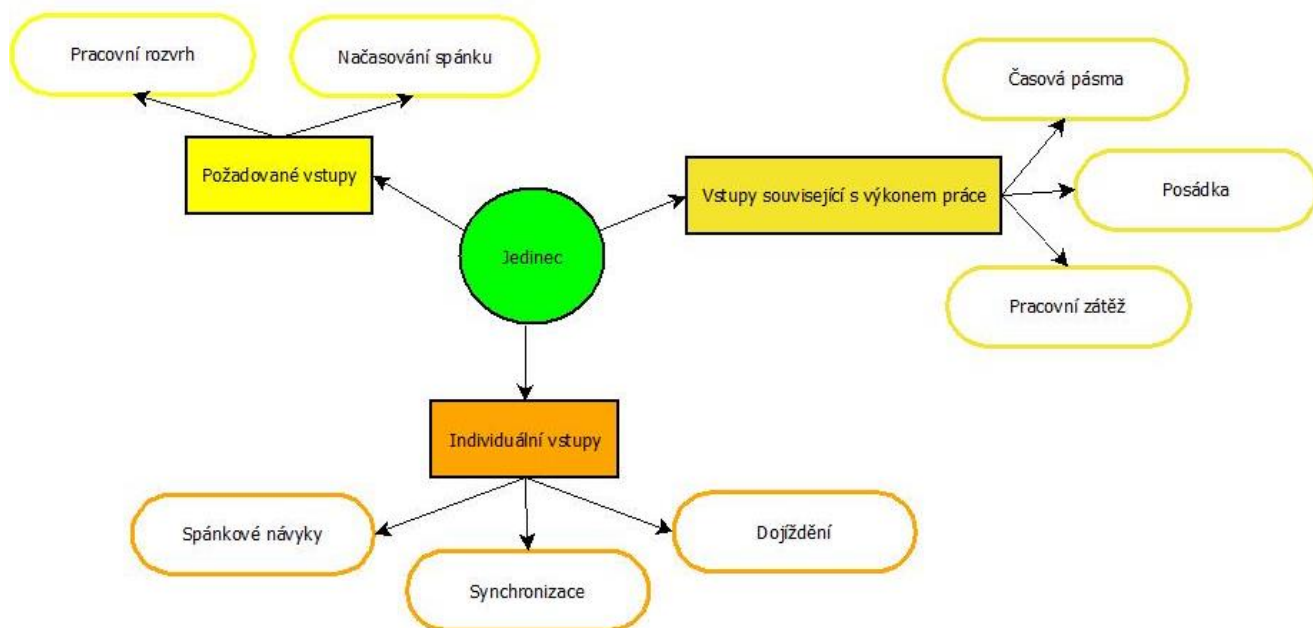 Pracovní rozvrh
Načasování spánku
Časová pásma
Požadované vstupy
Vstupy související s výkonem práce
Posádka
Jedinec
Pracovní zátěž
Individuální vstupy
Spánkové návyky
Dojíždění
Synchronizace